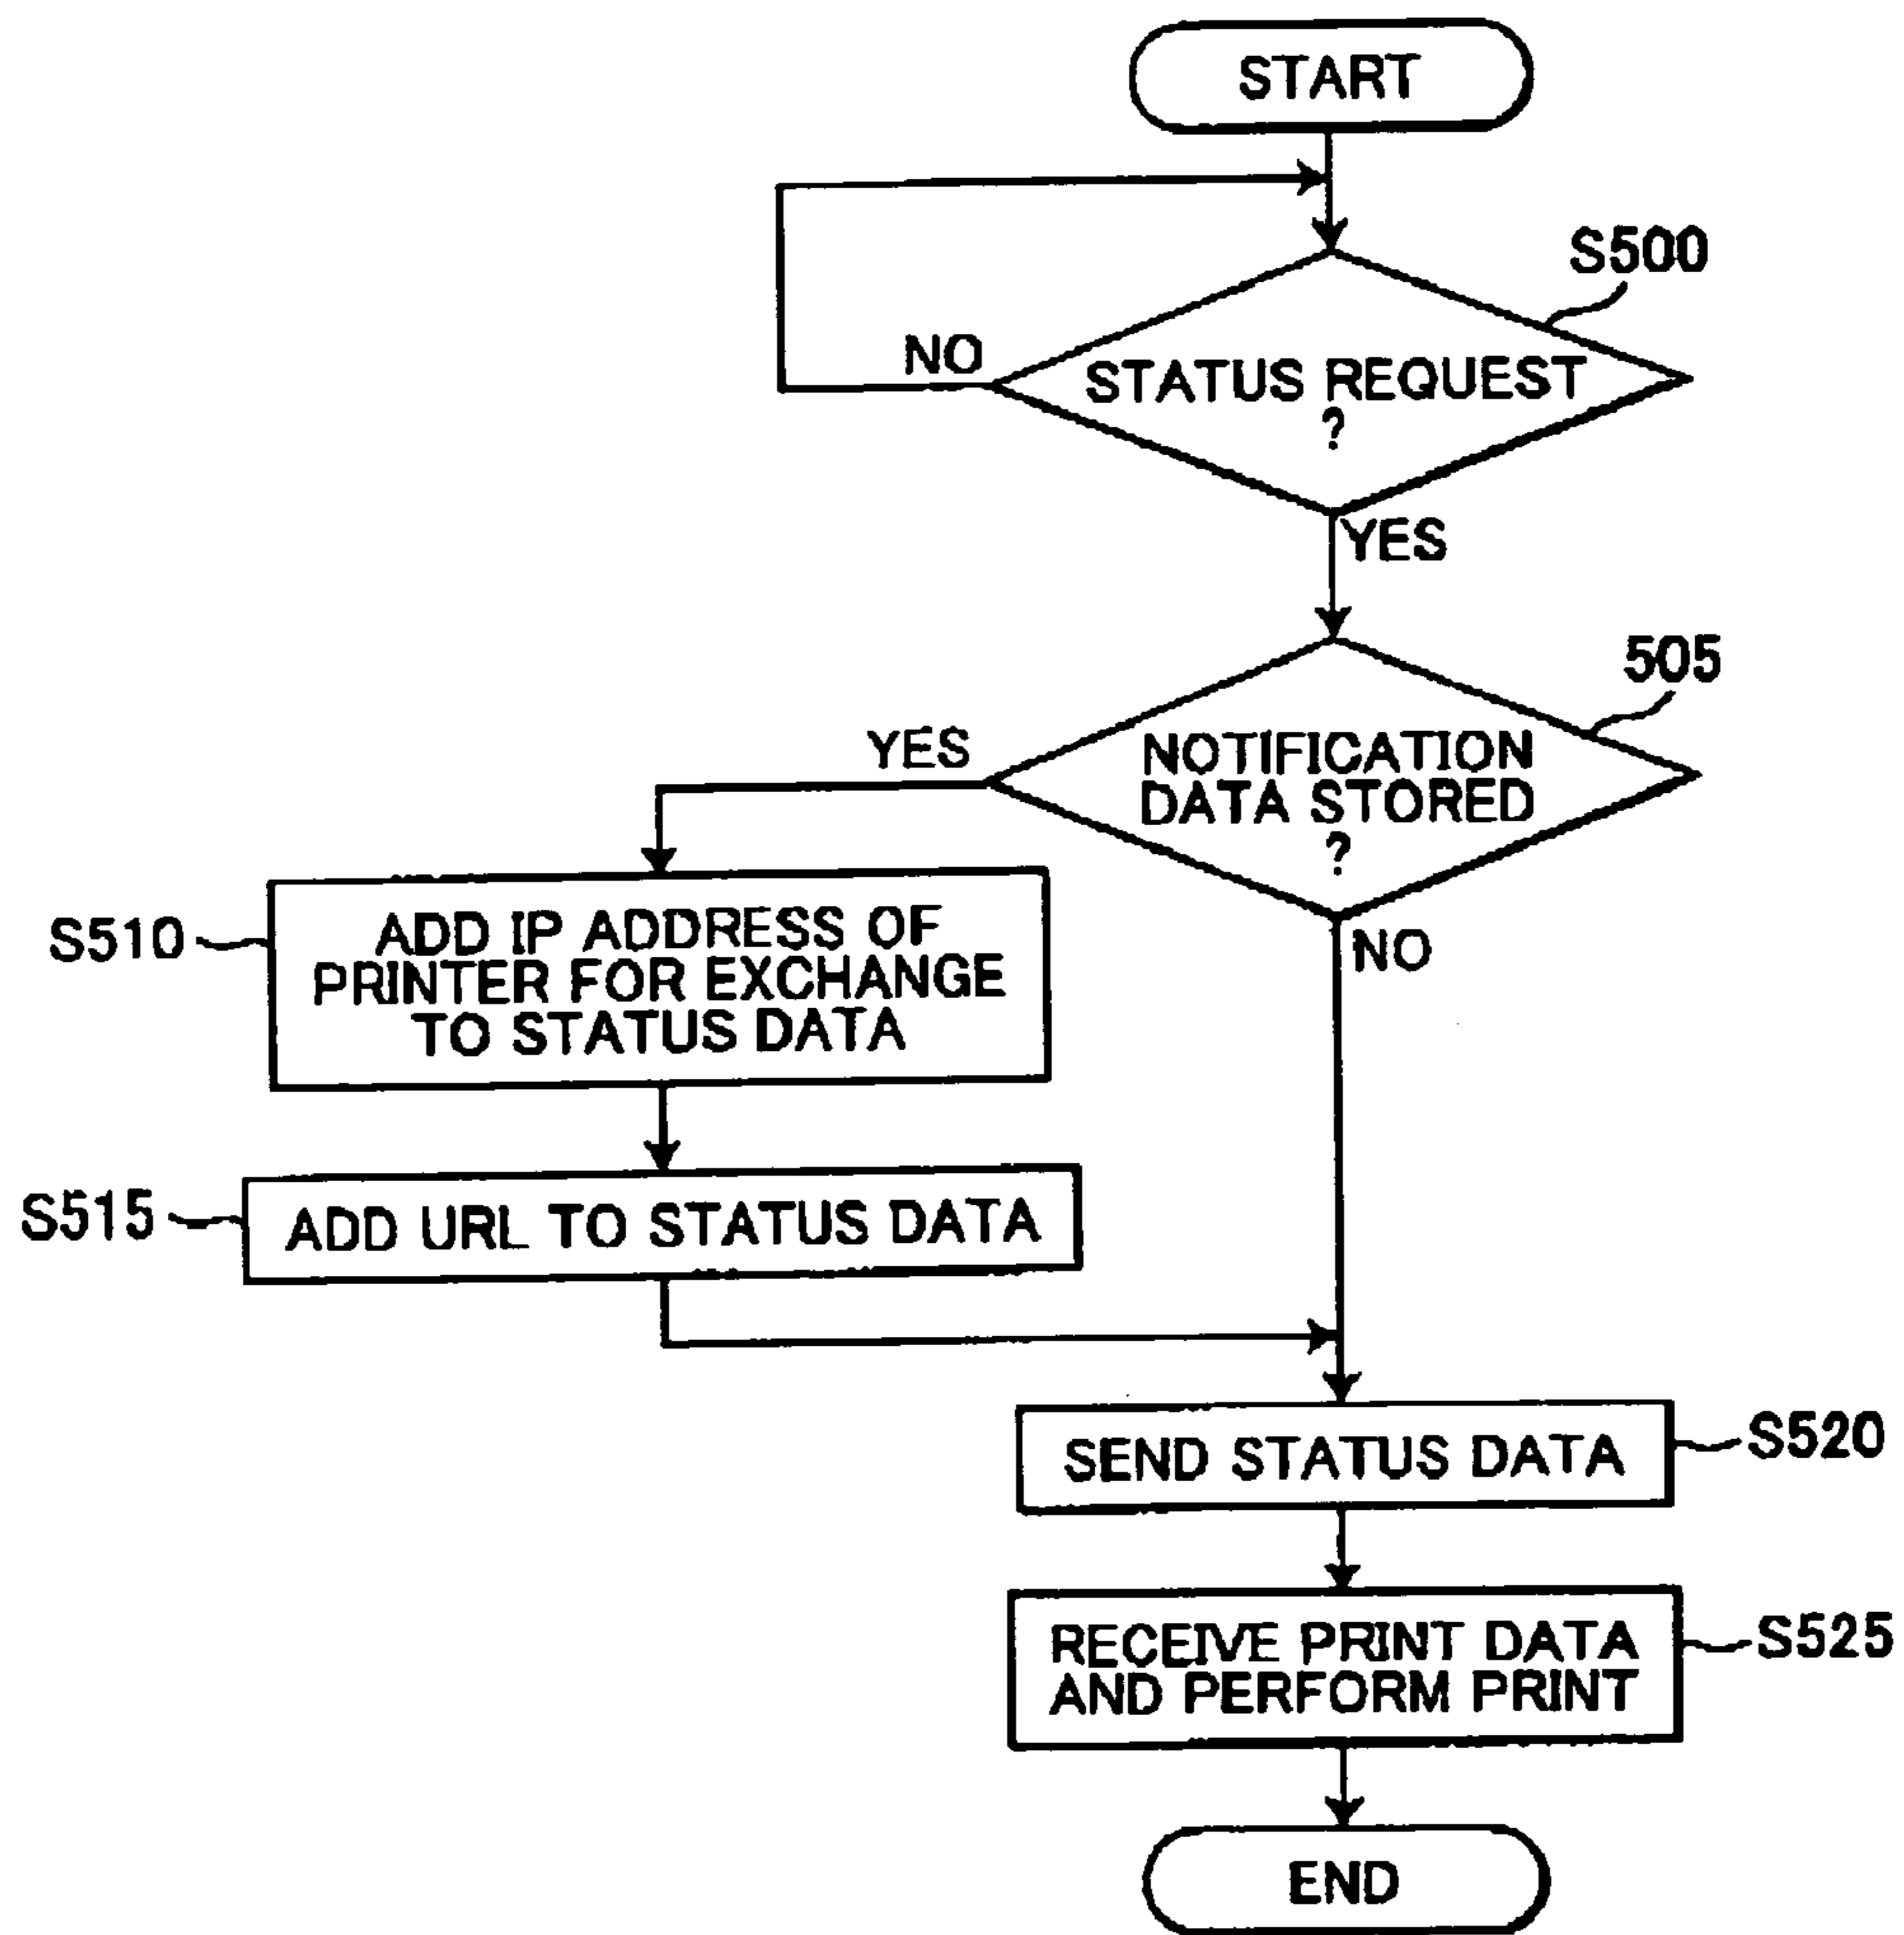 START
S500
NO
STATUS REQUEST
?
YES
505
YES
NOTIFICATION
DATA STORED
?
NO
S510
ADD IP ADDRESS OF
PRINTER FOR EXCHANGE
TO STATUS DATA
S515
ADD URL TO STATUS DATA
SEND STATUS DATA
S520
RECEIVE PRINT DATA
AND PERFORM PRINT
S525
END